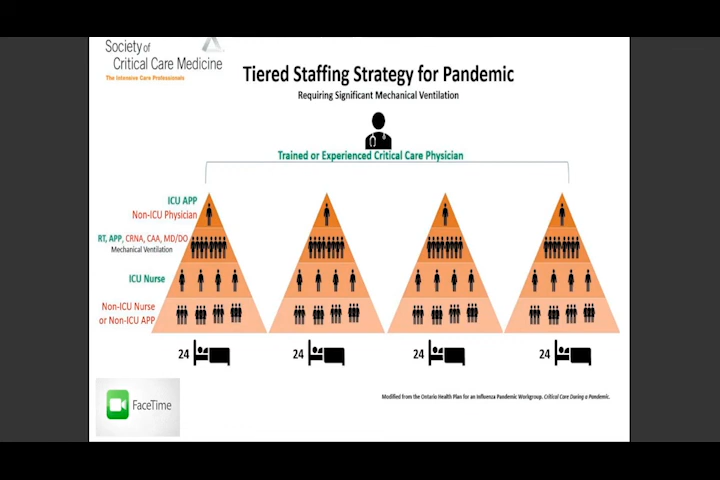 Society of
Critical Care Medicine
The Intensive Care Professionals
Tiered Staffing Strategy for Pandemic
Requiring Significant Mechanical Ventilation
Trained or Experienced Critical Care Physician
ICU APP
Non-ICU Physician
RT, APP, CRNA, CAA, MD/DO
Mechanical Ventilation
ICU Nurse
Non-ICU Nurse
or Non-ICU APP
24 24 24 24
Modified from the Ontario Health Plan for an Influenza Pandemic Workgroup. Critical Care During a Pandemic.
FaceTime